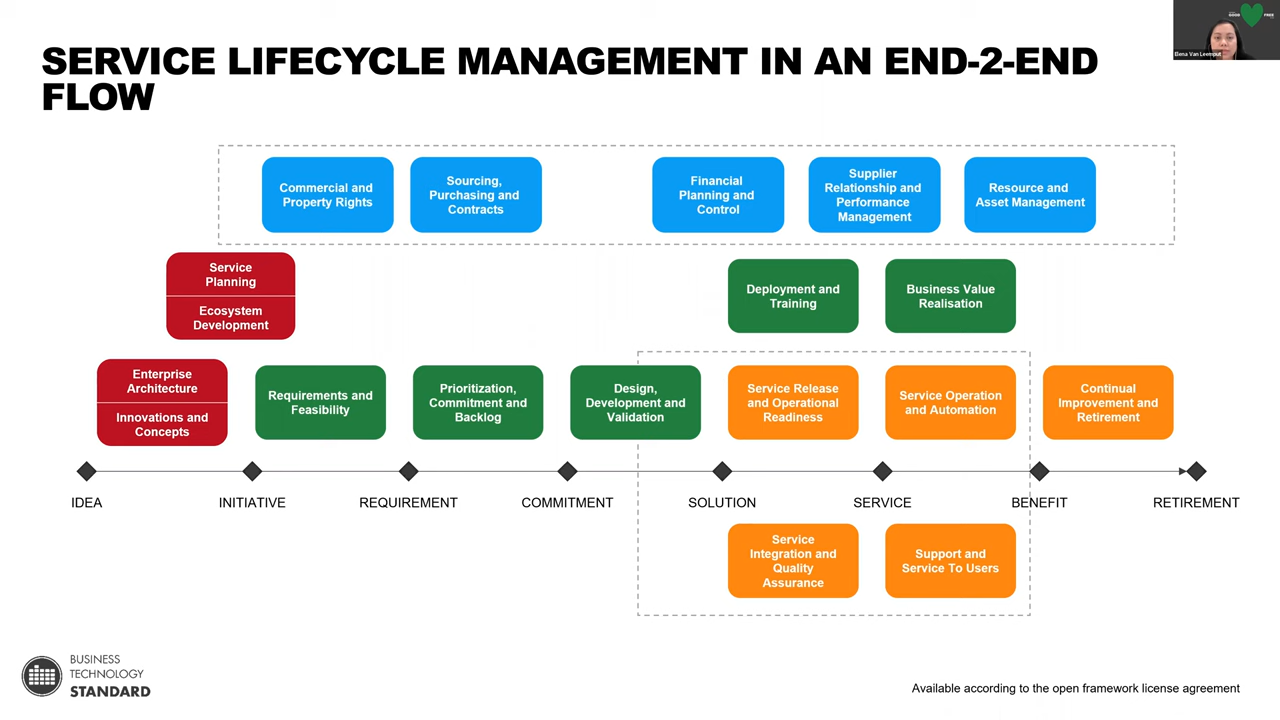 SERVICE LIFECYCLE MANAGEMENT IN AN END-2-END
FLOW
Elena Van Leemput
Commercial and
Property Rights
Sourcing,
Purchasing and
Contracts
Financial
Planning and
Control
Supplier
Relationship and
Performance
Management
Resource and
Asset Management
Service
Planning
Ecosystem
Development
Deployment and
Training
Business Value
Realisation
Enterprise
Architecture
Innovations and
Concepts
Requirements and
Feasibility
Prioritization,
Commitment and
Backlog
Design,
Development and
Validation
Service Release
and Operational
Readiness
Service Operation
and Automation
Continual
Improvement and
Retirement
IDEA
INITIATIVE
REQUIREMENT
COMMITMENT
SOLUTION
SERVICE
BENEFIT
RETIREMENT
Service
Integration and
Quality
Assurance
Support and
Service To Users
BUSINESS
TECHNOLOGY
STANDARD
Available according to the open framework license agreement